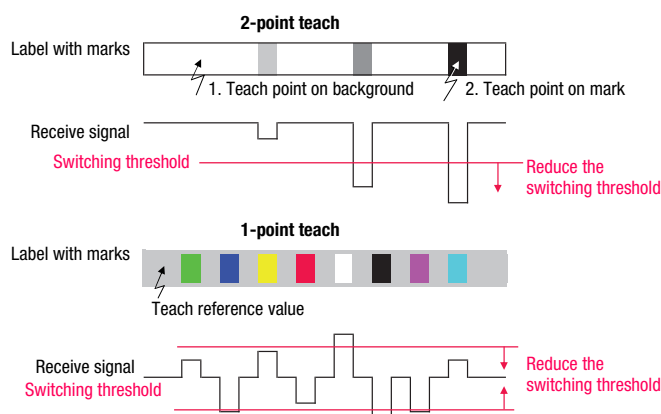 2-point teach
Label with marks
1. Teach point on background
2. Teach point on mark
Receive signal
Switching threshold
Reduce the
switching threshold
1-point teach
Label with marks
Teach reference value
Receive signal
Switching threshold
Reduce the
switching threshold